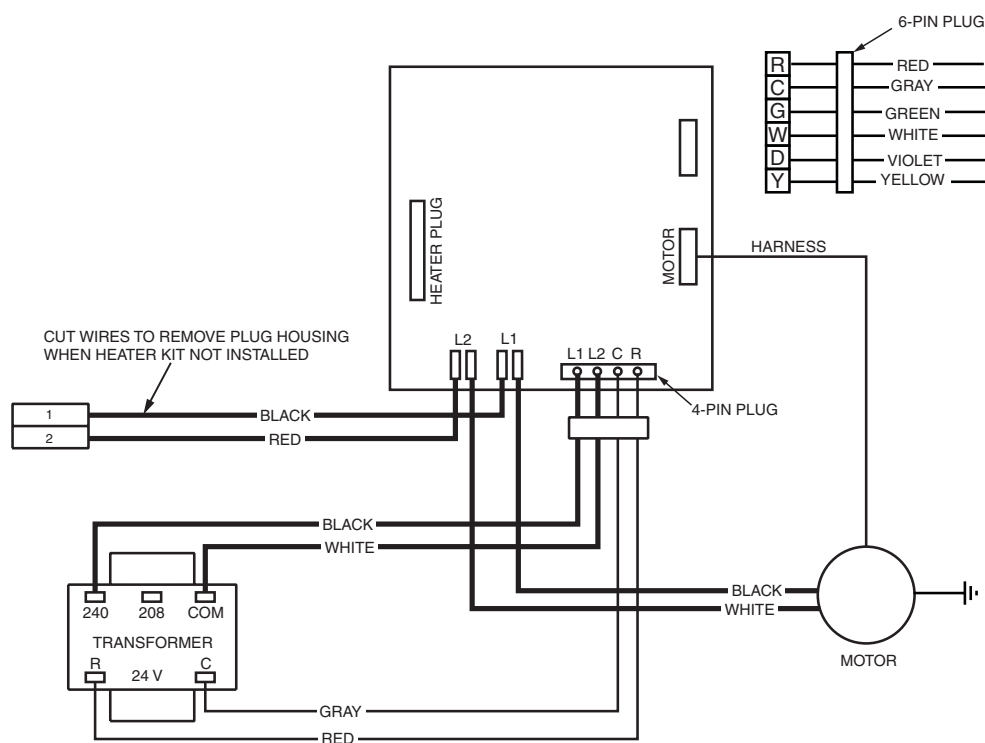 6-PIN PLUG
R RED
C GRAY
G GREEN
W WHITE
D VIOLET
Y YELLOW
HEATER PLUG
MOTOR
HARNESS
CUT WIRES TO REMOVE PLUG HOUSING
WHEN HEATER KIT NOT INSTALLED
L2 L1
L1 L2 C R
4-PIN PLUG
1 BLACK
2 RED
BLACK
WHITE
240 208 COM
TRANSFORMER
R 24 V C
BLACK
WHITE
MOTOR
GRAY
RED